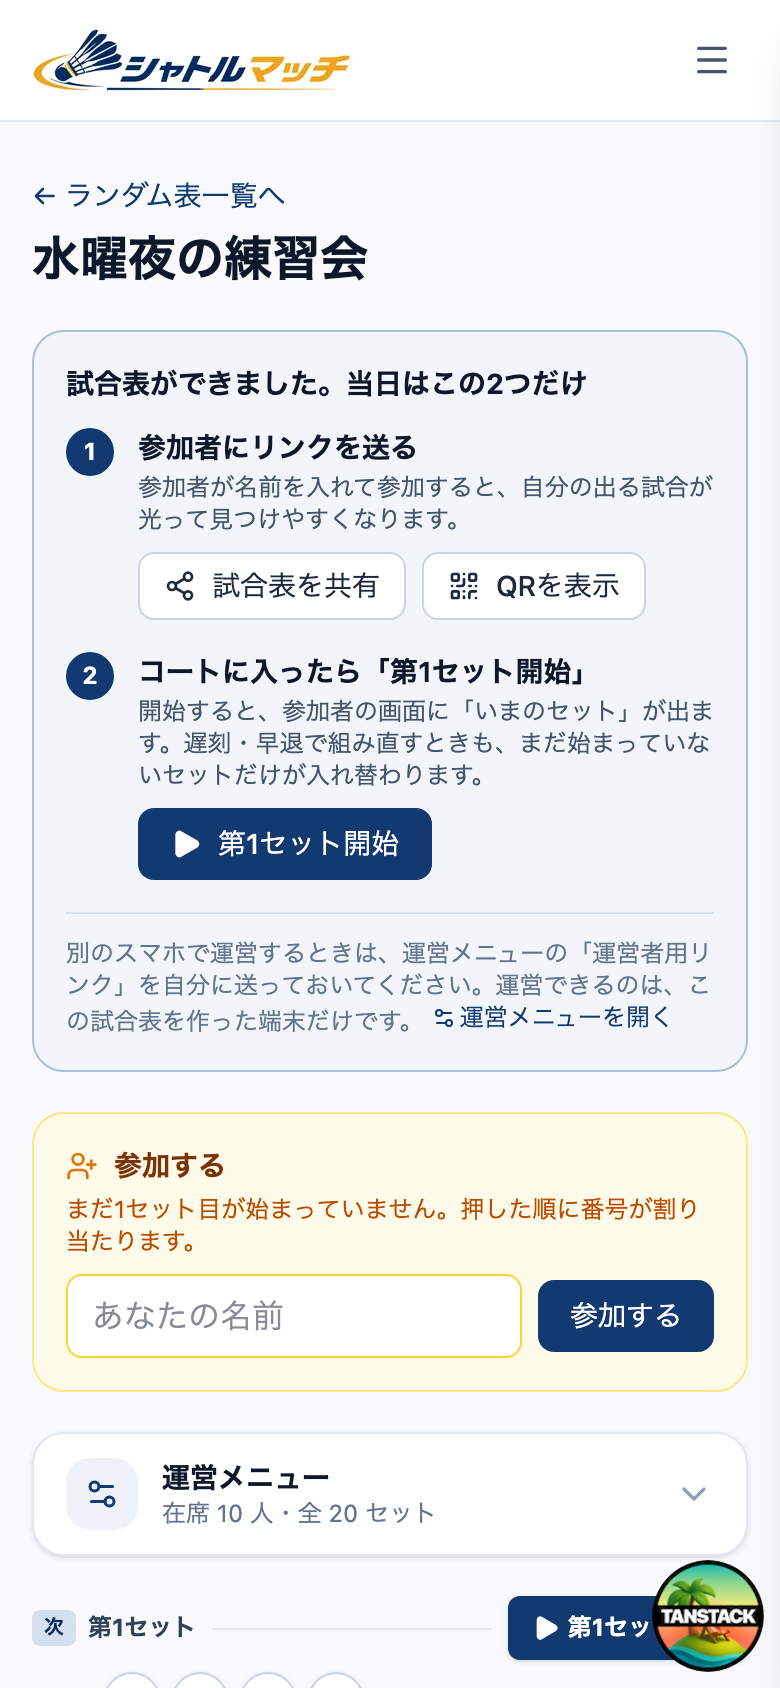 シャトルマッチ
← ランダム表一覧へ
水曜夜の練習会
試合表ができました。当日はこの2つだけ
1 参加者にリンクを送る
参加者が名前を入れて参加すると、自分の出る試合が
光って見つけやすくなります。
試合表を共有 QRを表示
2 コートに入ったら「第1セット開始」
開始すると、参加者の画面に「いまのセット」が出ま
す。遅刻・早退で組み直すときも、まだ始まっていな
いセットだけが入れ替わります。
第1セット開始
別のスマホで運営するときは、運営メニューの「運営者用リ
ンク」を自分に送っておいてください。運営できるのは、こ
の試合表を作った端末だけです。 運営メニューを開く
参加する
まだ1セット目が始まっていません。押した順に番号が割り
当たります。
あなたの名前 参加する
運営メニュー
在席 10 人・全 20 セット
次 第1セット 第1セッ
TANSTACK